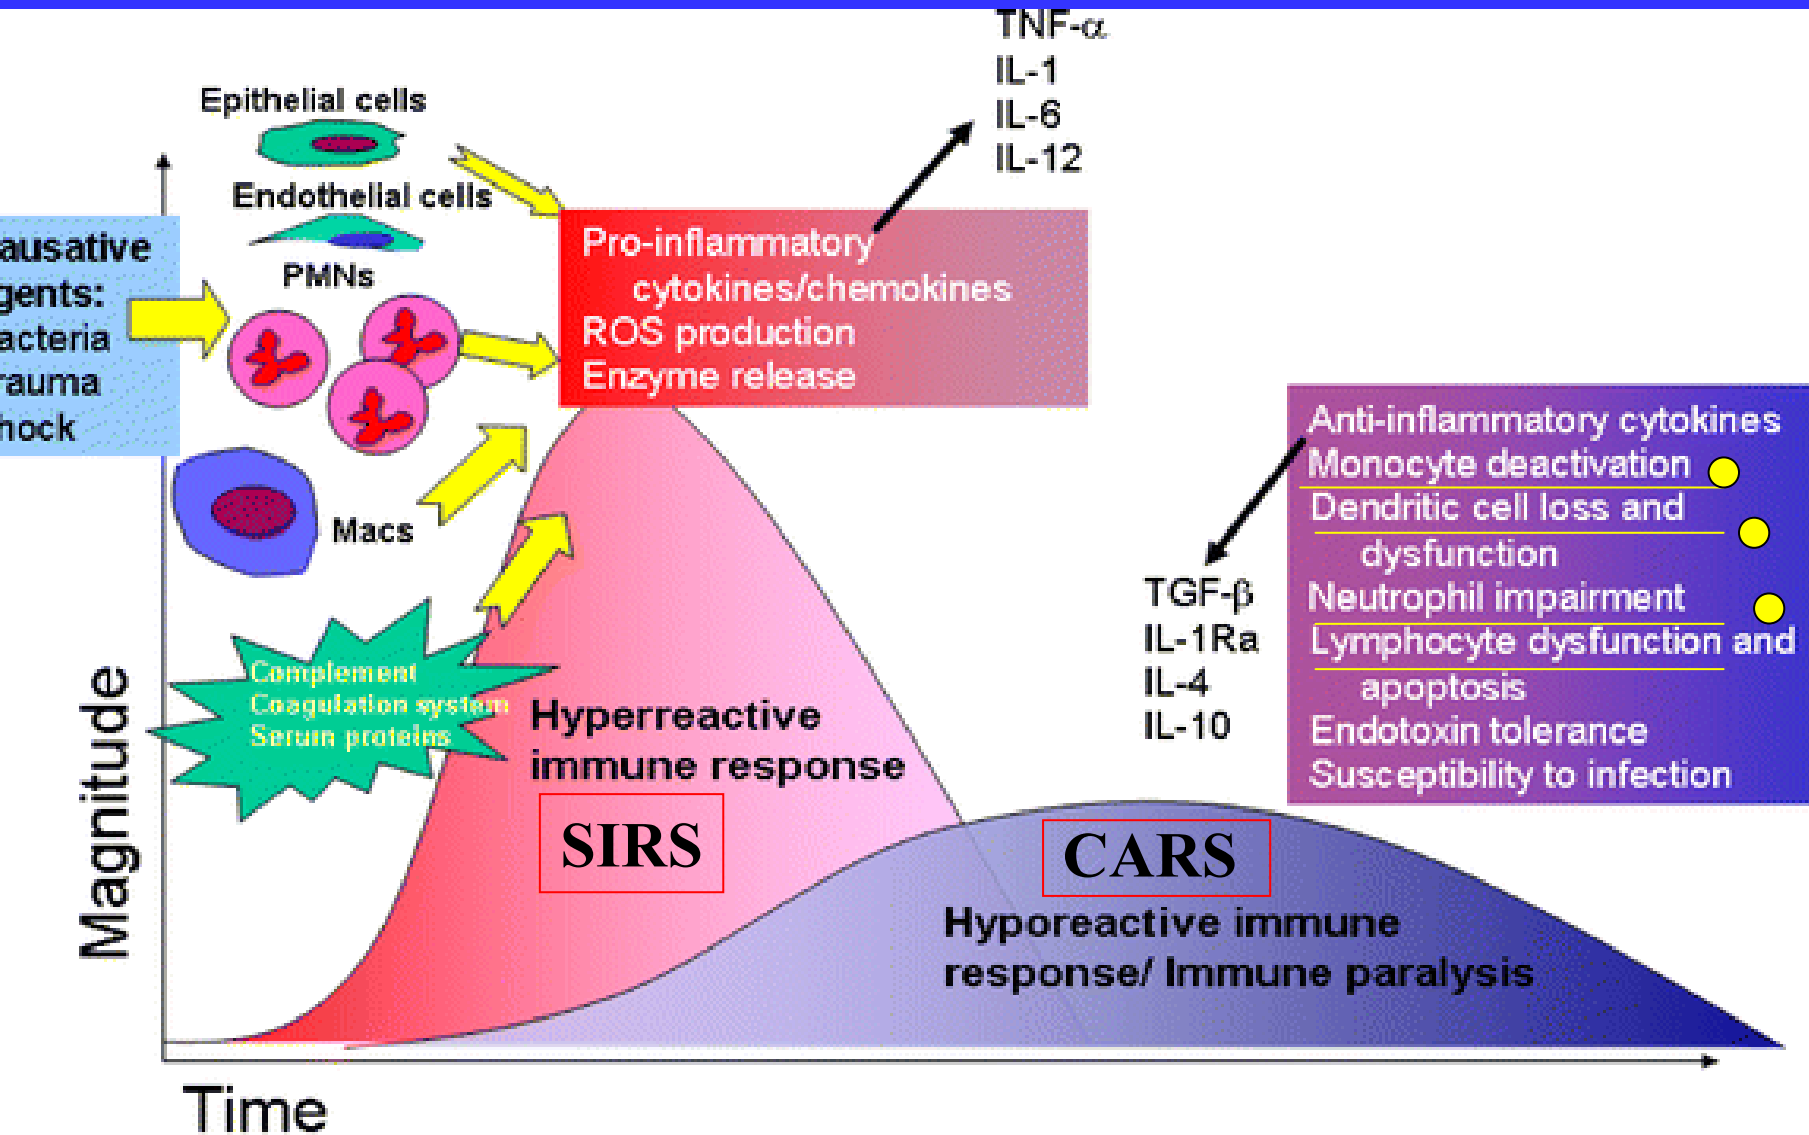 TNF-α
IL-1
IL-6
IL-12
Epithelial cells
Endothelial cells
PMNs
ausative
gents:
acteria
rauma
hock
Pro-inflammatory
cytokines/chemokines
ROS production
Enzyme release
Macs
Anti-inflammatory cytokines
Monocyte deactivation
Dendritic cell loss and
dysfunction
Neutrophil impairment
Lymphocyte dysfunction and
apoptosis
Endotoxin tolerance
Susceptibility to infection
TGF-β
IL-1Ra
IL-4
IL-10
Complement
Coagulation system
Serum proteins
Hyperreactive
immune response
SIRS
CARS
Hyporeactive immune
response/ Immune paralysis
Magnitude
Time